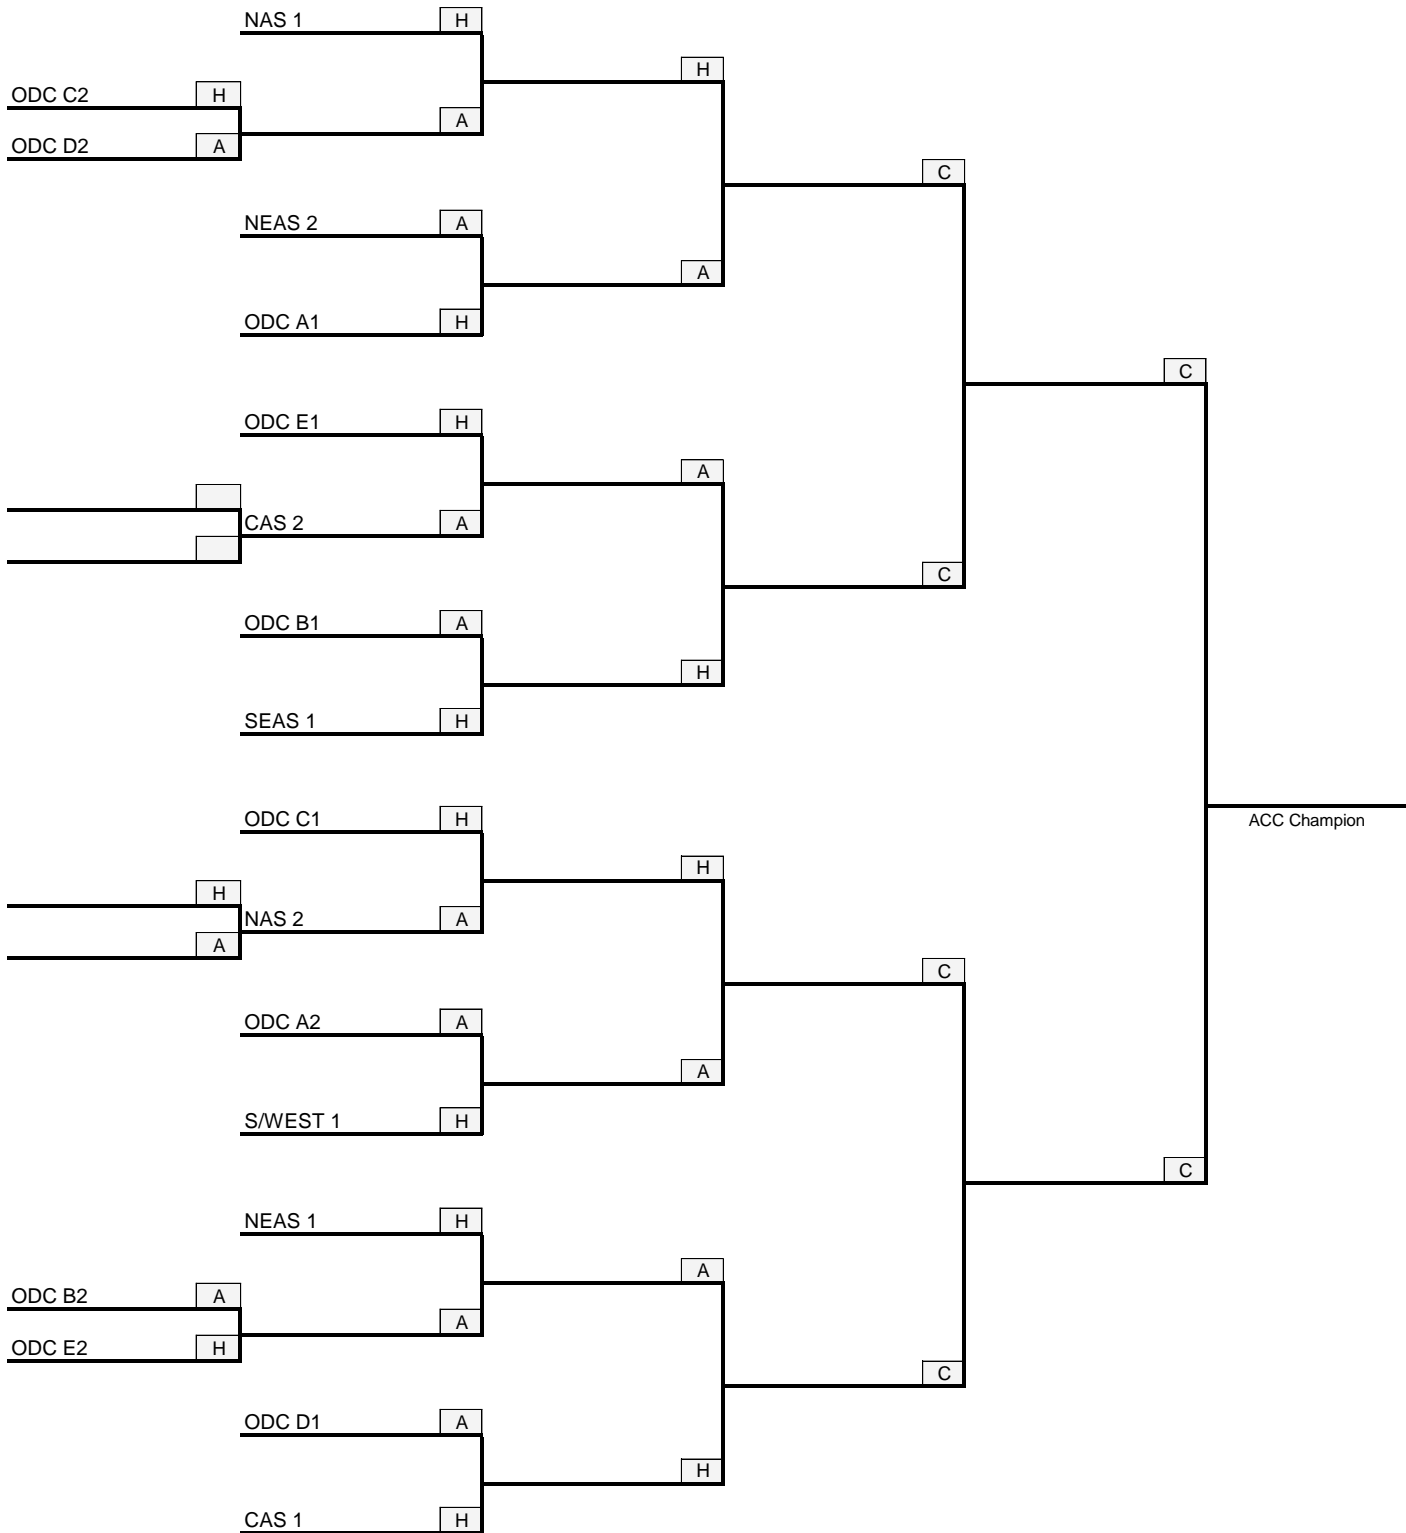 NAS 1 H
H
ODC C2 H
A
ODC D2 A
C
NEAS 2 A
A
ODC A1 H
C
ODC E1 H
A
CAS 2 A
C
ODC B1 A
H
SEAS 1 H
ACC Champion
ODC C1 H
H
H
NAS 2 A
A
C
ODC A2 A
A
S/WEST 1 H
C
NEAS 1 H
A
ODC B2 A
A
ODC E2 H
C
ODC D1 A
H
CAS 1 H